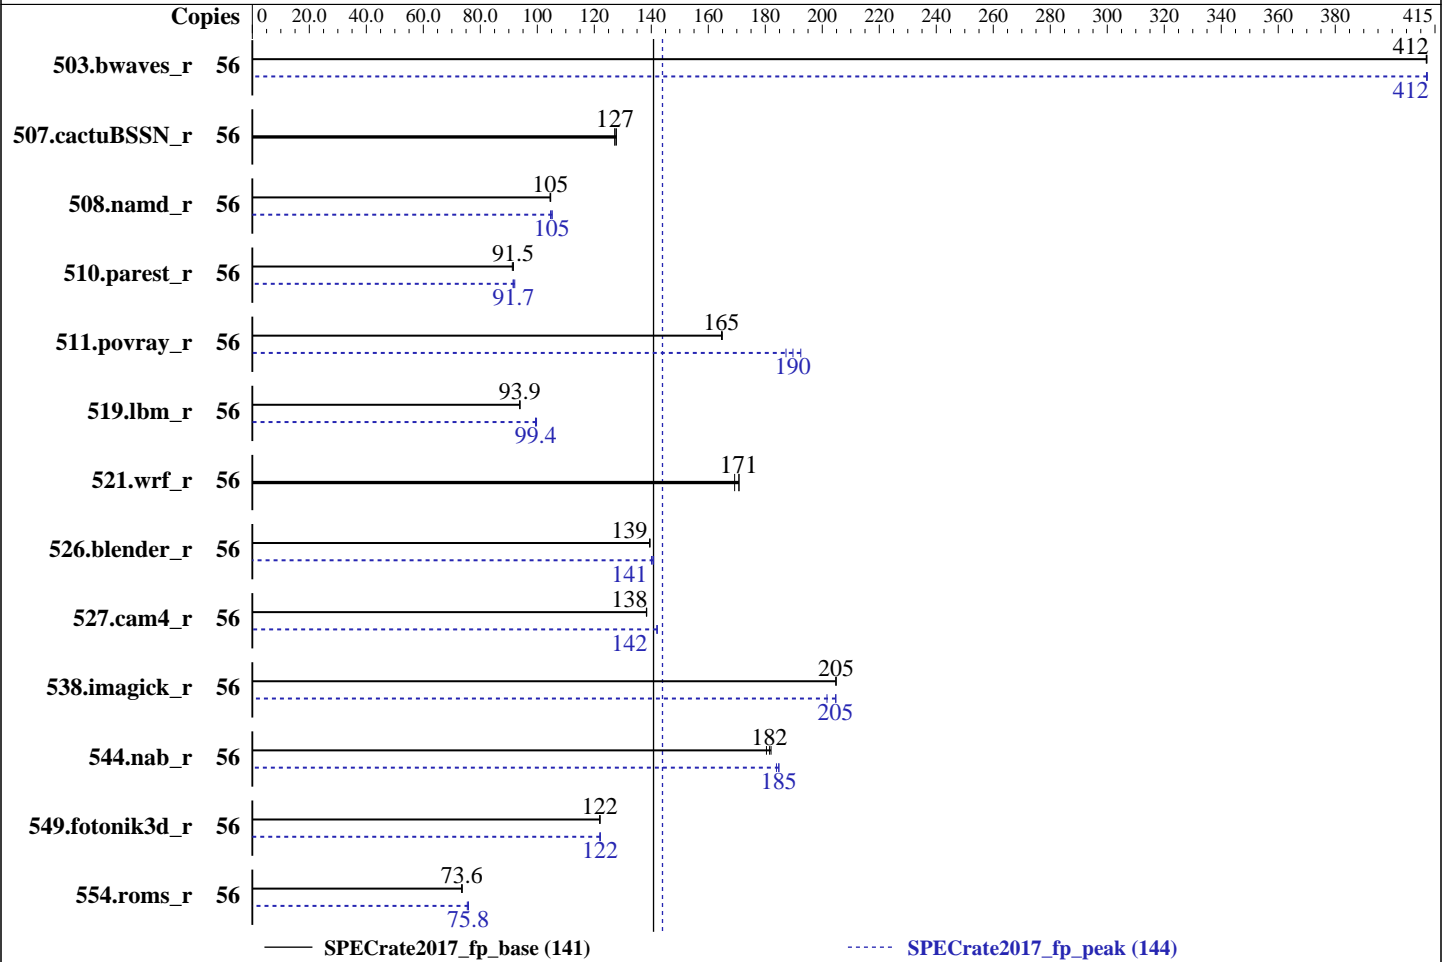 Copies 0 20.0 40.0 60.0 80.0 100 120 140 160 180 200 220 240 260 280 300 320 340 360 380 415
503.bwaves_r 56 412
412
507.cactuBSSN_r 56 127
508.namd_r 56 105
105
510.parest_r 56 91.5
91.7
511.povray_r 56 165
190
519.lbm_r 56 93.9
99.4
521.wrf_r 56 171
526.blender_r 56 139
141
527.cam4_r 56 138
142
538.imagick_r 56 205
205
544.nab_r 56 182
185
549.fotonik3d_r 56 122
122
554.roms_r 56 73.6
75.8
SPECrate2017_fp_base (141) SPECrate2017_fp_peak (144)